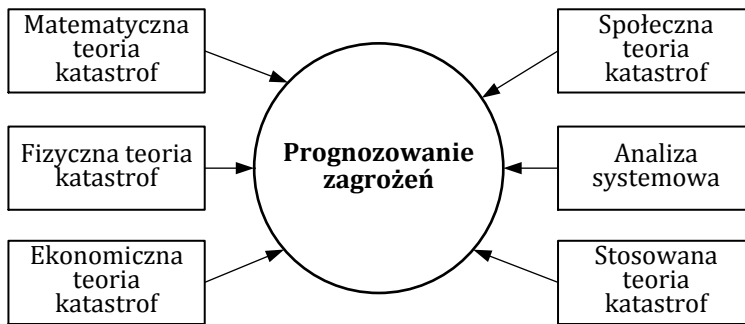 Matematyczna
teoria
katastrof
Społeczna
teoria
katastrof
Fizyczna teoria
katastrof
Prognozowanie
zagrożeń
Analiza
systemowa
Ekonomiczna
teoria
katastrof
Stosowana
teoria
katastrof